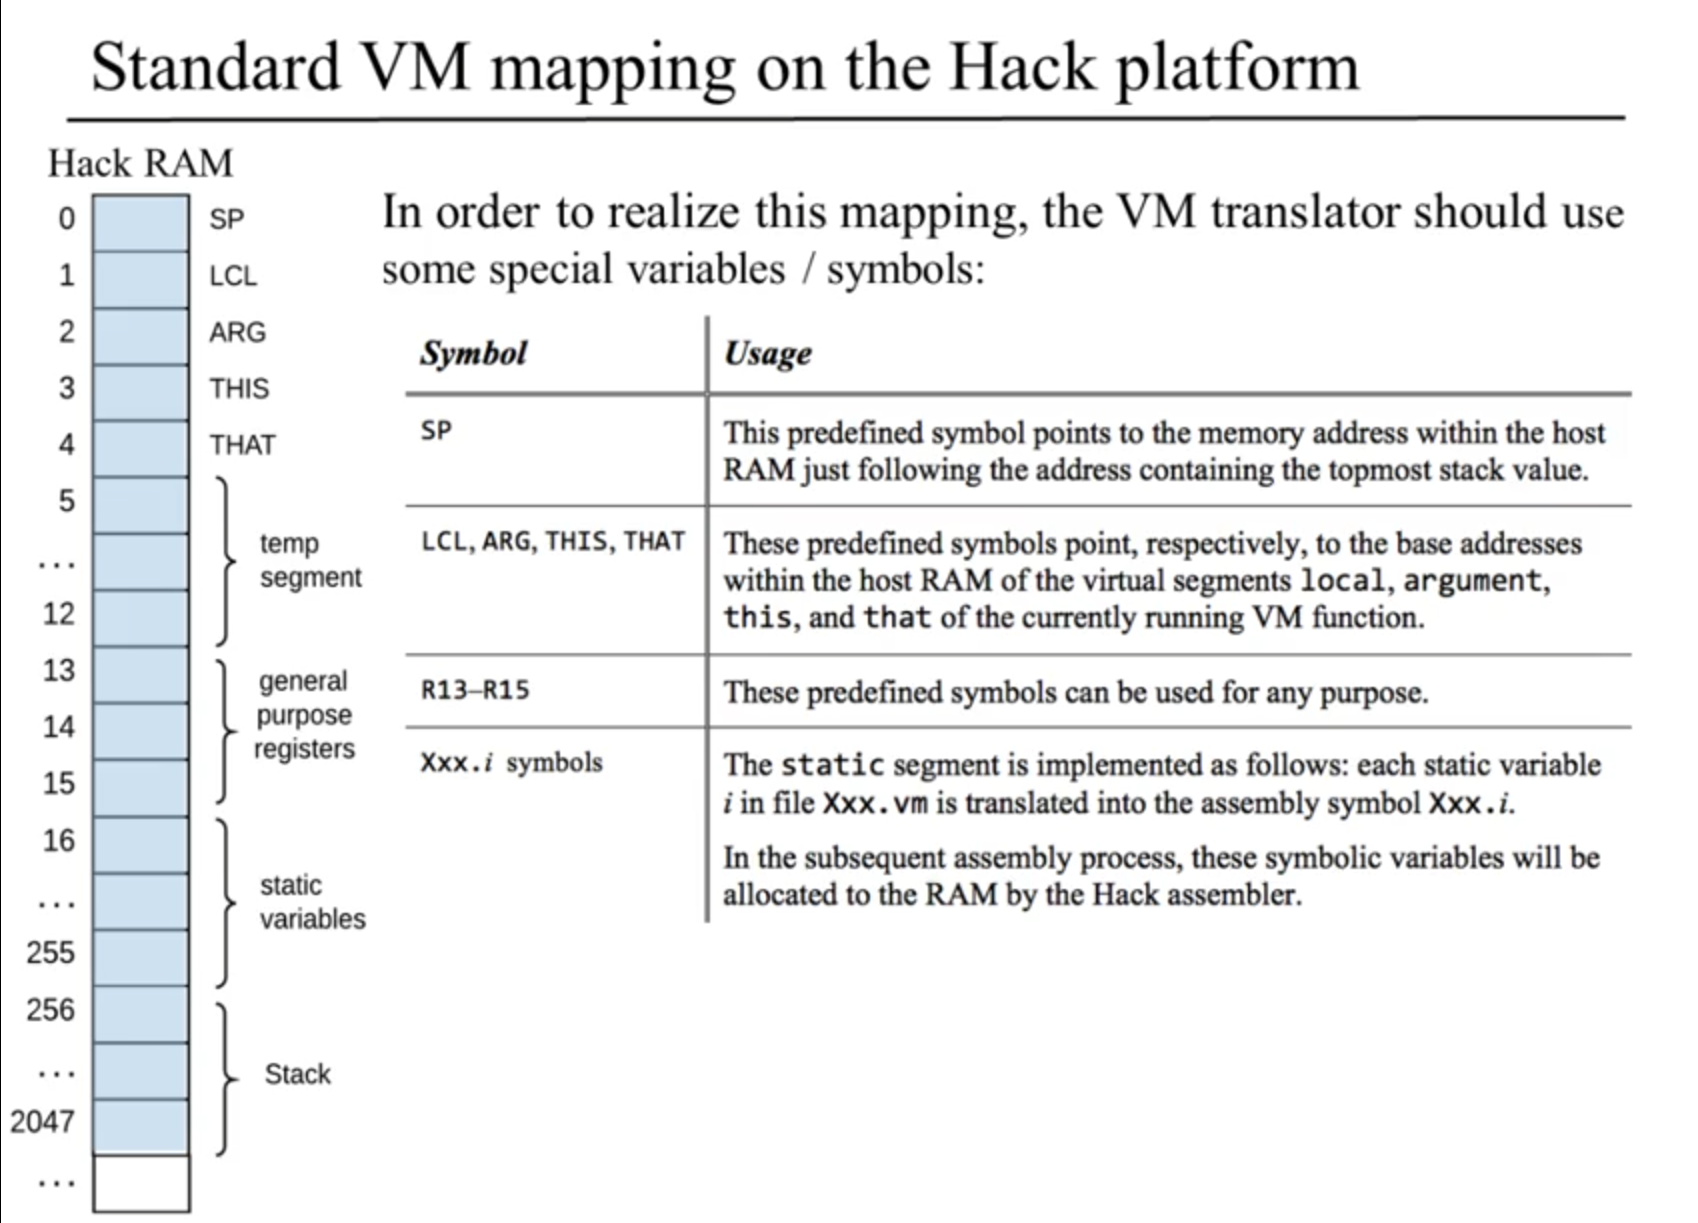 Standard VM mapping on the Hack platform
Hack RAM
0 SP
1 LCL
2 ARG
3 THIS
4 THAT
5
...
12
temp
segment
13
14
15
general
purpose
registers
16
...
255
static
variables
256
...
2047
Stack
...
In order to realize this mapping, the VM translator should use
some special variables / symbols:
Symbol Usage
SP This predefined symbol points to the memory address within the host
RAM just following the address containing the topmost stack value.
LCL, ARG, THIS, THAT These predefined symbols point, respectively, to the base addresses
within the host RAM of the virtual segments local, argument,
this, and that of the currently running VM function.
R13–R15 These predefined symbols can be used for any purpose.
Xxx.i symbols The static segment is implemented as follows: each static variable
i in file Xxx.vm is translated into the assembly symbol Xxx.i.
In the subsequent assembly process, these symbolic variables will be
allocated to the RAM by the Hack assembler.